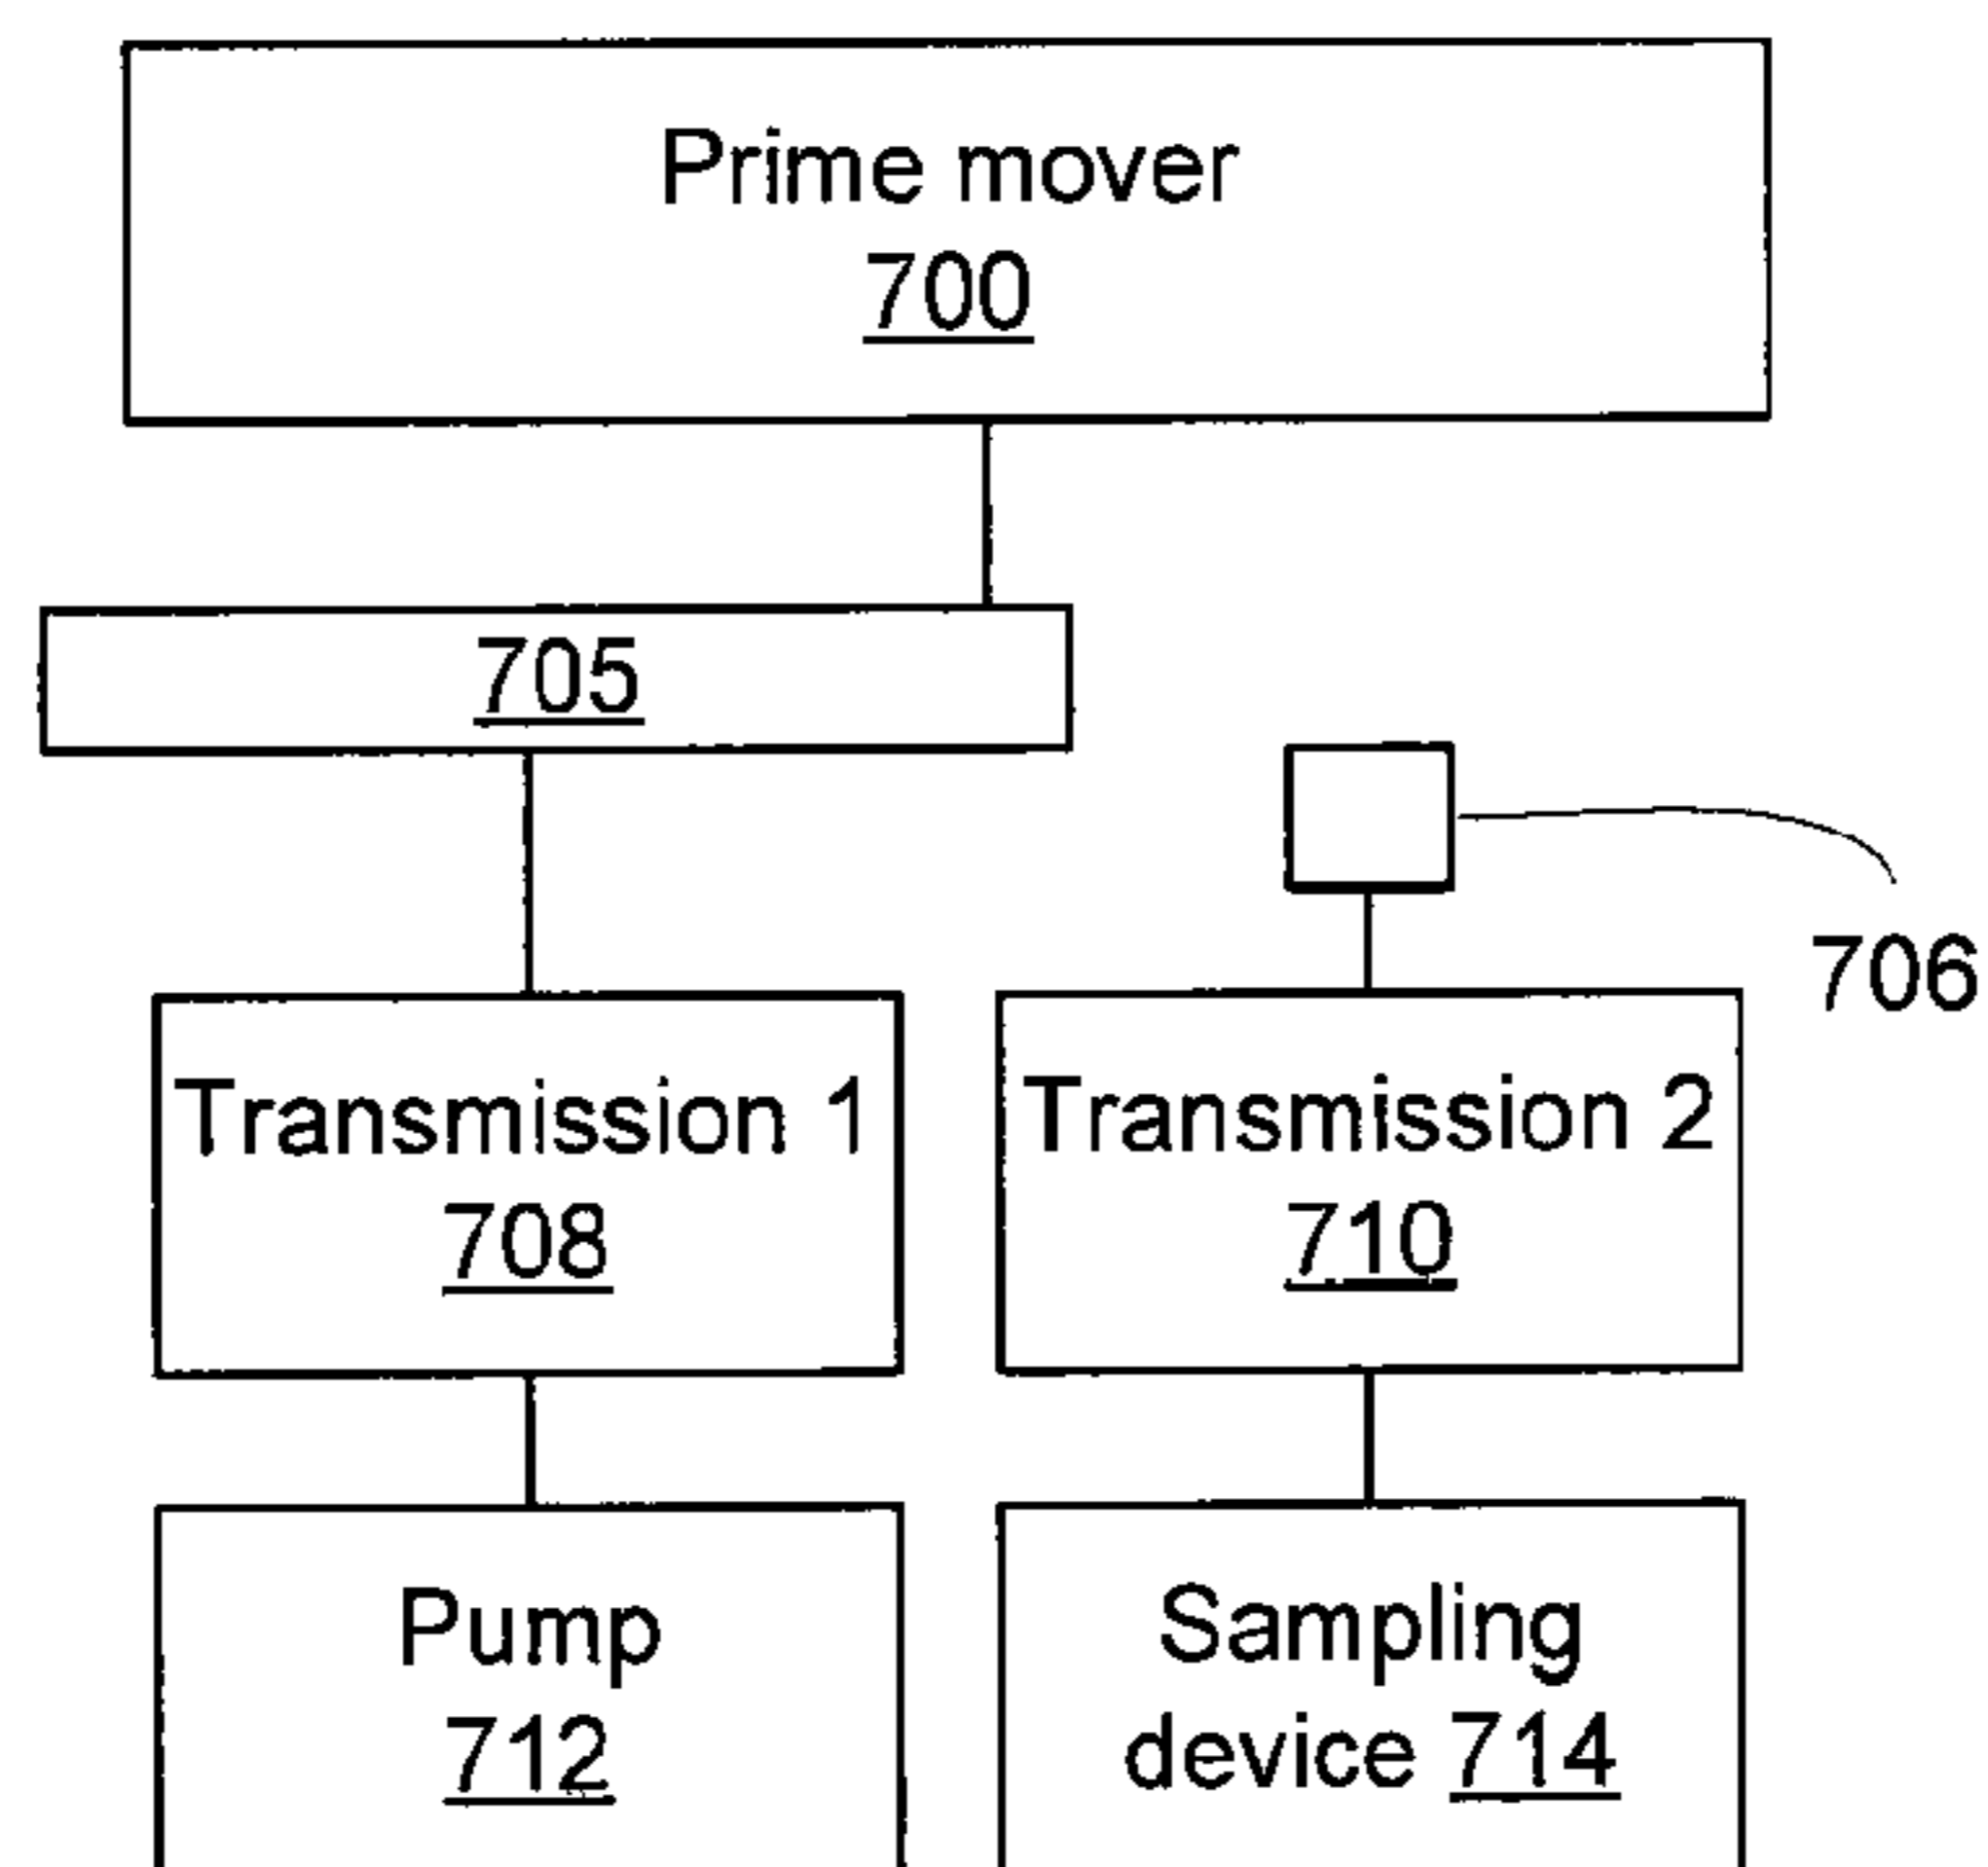 Prime mover
700
705
706
Transmission 1
708
Transmission 2
710
Pump
712
Sampling
device 714